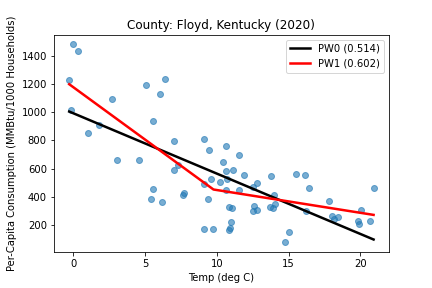 County: Floyd, Kentucky (2020)
Per-Capita Consumption (MMBtu/1000 Households)
1400
1200
1000
800
600
400
200
PW0 (0.514)
PW1 (0.602)
0
5
10
15
20
Temp (deg C)